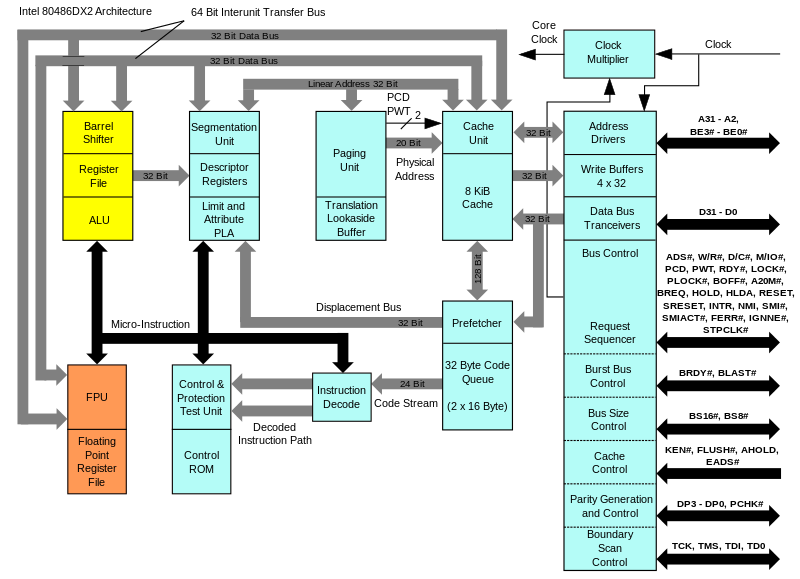 Intel 80486DX2 Architecture
64 Bit Interunit Transfer Bus
32 Bit Data Bus
32 Bit Data Bus
Linear Address 32 Bit
PCD
PWT
2
Core
Clock
Clock
Multiplier
Clock
Barrel
Shifter
Register
File
ALU
32 Bit
Segmentation
Unit
Descriptor
Registers
Limit and
Attribute
PLA
Paging
Unit
Translation
Lookaside
Buffer
20 Bit
Physical
Address
Cache
Unit
8 KiB
Cache
32 Bit
32 Bit
32 Bit
128 Bit
Address
Drivers
Write Buffers
4 x 32
Data Bus
Tranceivers
Bus Control
Request
Sequencer
Burst Bus
Control
Bus Size
Control
Cache
Control
Parity Generation
and Control
Boundary
Scan
Control
A31 - A2,
BE3# - BE0#
D31 - D0
ADS#, W/R#, D/C#, M/IO#,
PCD, PWT, RDY#, LOCK#,
PLOCK#, BOFF#, A20M#,
BREQ, HOLD, HLDA, RESET,
SRESET, INTR, NMI, SMI#,
SMIACT#, FERR#, IGNNE#,
STPCLK#
BRDY#, BLAST#
BS16#, BS8#
KEN#, FLUSH#, AHOLD,
EADS#
DP3 - DP0, PCHK#
TCK, TMS, TDI, TD0
Displacement Bus
32 Bit
Micro-Instruction
Prefetcher
32 Byte Code
Queue
(2 x 16 Byte)
24 Bit
Code Stream
Instruction
Decode
Decoded
Instruction Path
Control &
Protection
Test Unit
Control
ROM
FPU
Floating
Point
Register
File